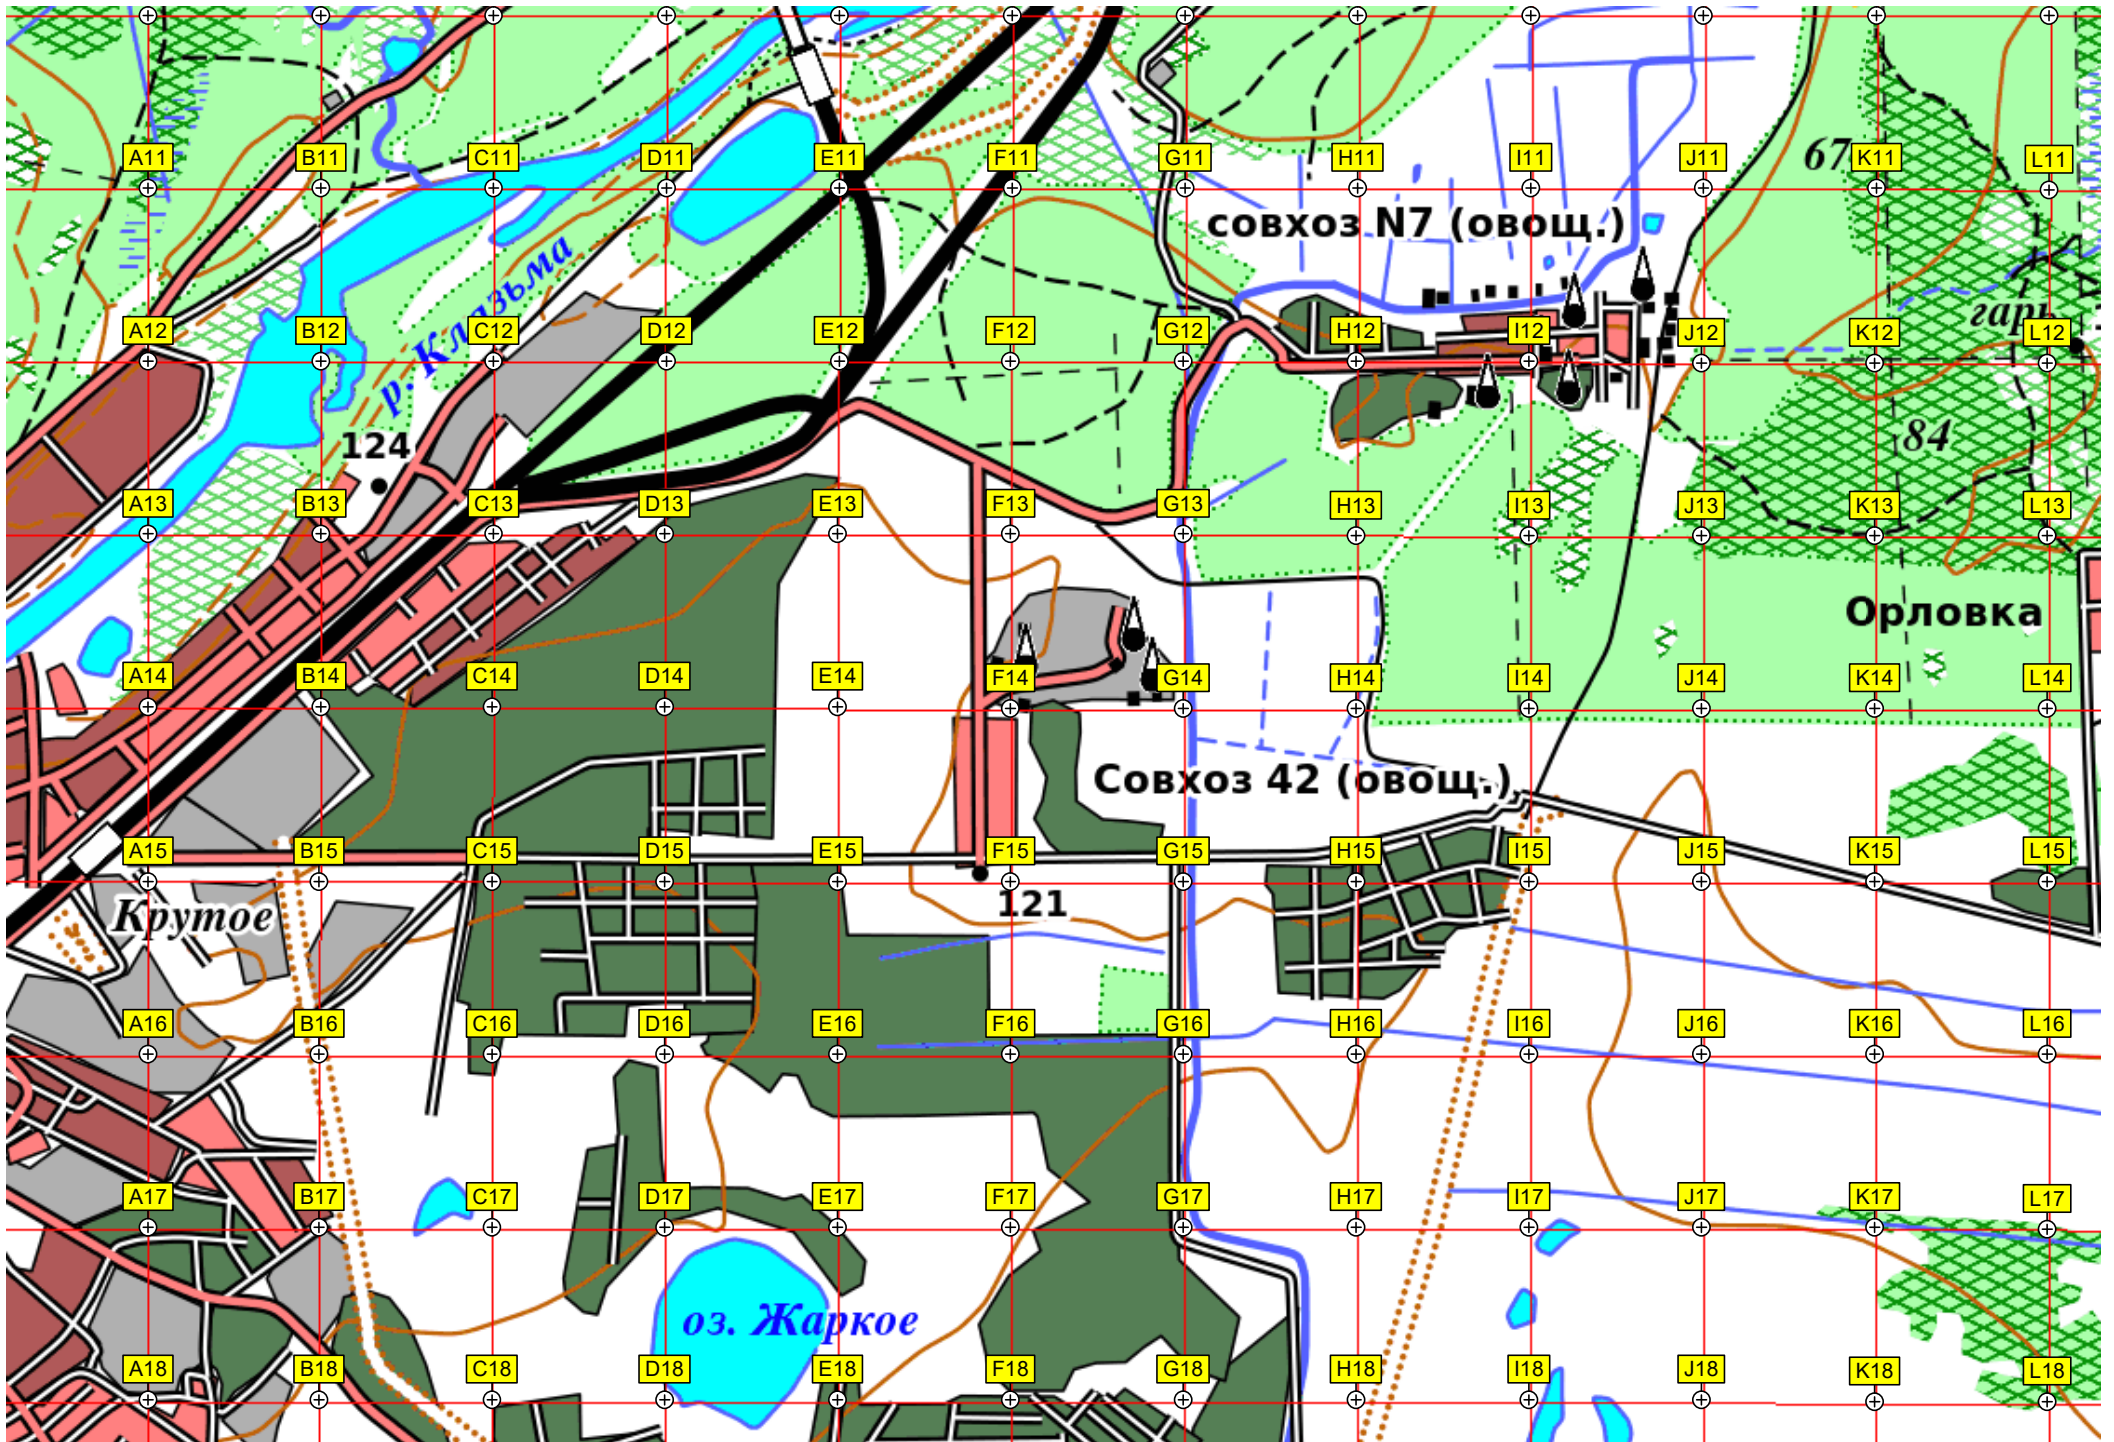 A11 B11 C11 D11 E11 F11 G11 H11 I11 J11 67 K11 L11
совхоз N7 (овощ.)
р. Клязьма
гарь
A12 B12 C12 D12 E12 F12 G12 H12 I12 J12 K12 L12
124
84
A13 B13 C13 D13 E13 F13 G13 H13 I13 J13 K13 L13
Орловка
A14 B14 C14 D14 E14 F14 G14 H14 I14 J14 K14 L14
Совхоз 42 (овощ.)
A15 B15 C15 D15 E15 F15 G15 H15 I15 J15 K15 L15
Крутое
121
A16 B16 C16 D16 E16 F16 G16 H16 I16 J16 K16 L16
A17 B17 C17 D17 E17 F17 G17 H17 I17 J17 K17 L17
оз. Жаркое
A18 B18 C18 D18 E18 F18 G18 H18 I18 J18 K18 L18